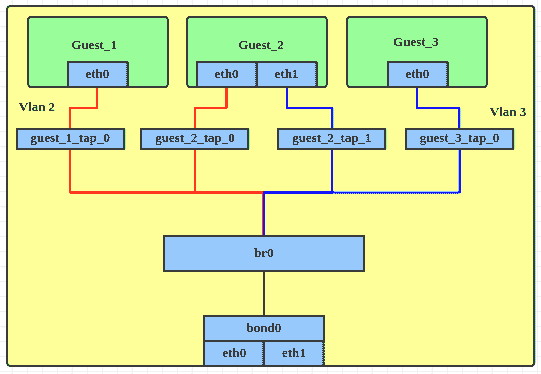 Guest_1
Guest_2
Guest_3
eth0
eth0
eth1
eth0
Vlan 2
Vlan 3
guest_1_tap_0
guest_2_tap_0
guest_2_tap_1
guest_3_tap_0
br0
bond0
eth0
eth1